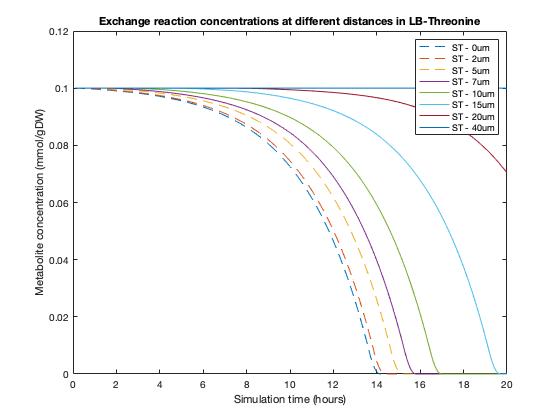 Exchange reaction concentrations at different distances in LB-Threonine
0.12
0.1
0.08
0.06
0.04
0.02
0
Metabolite concentration (mmol/gDW)
ST - 0um
ST - 2um
ST - 5um
ST - 7um
ST - 10um
ST - 15um
ST - 20um
ST - 40um
0 2 4 6 8 10 12 14 16 18 20
Simulation time (hours)